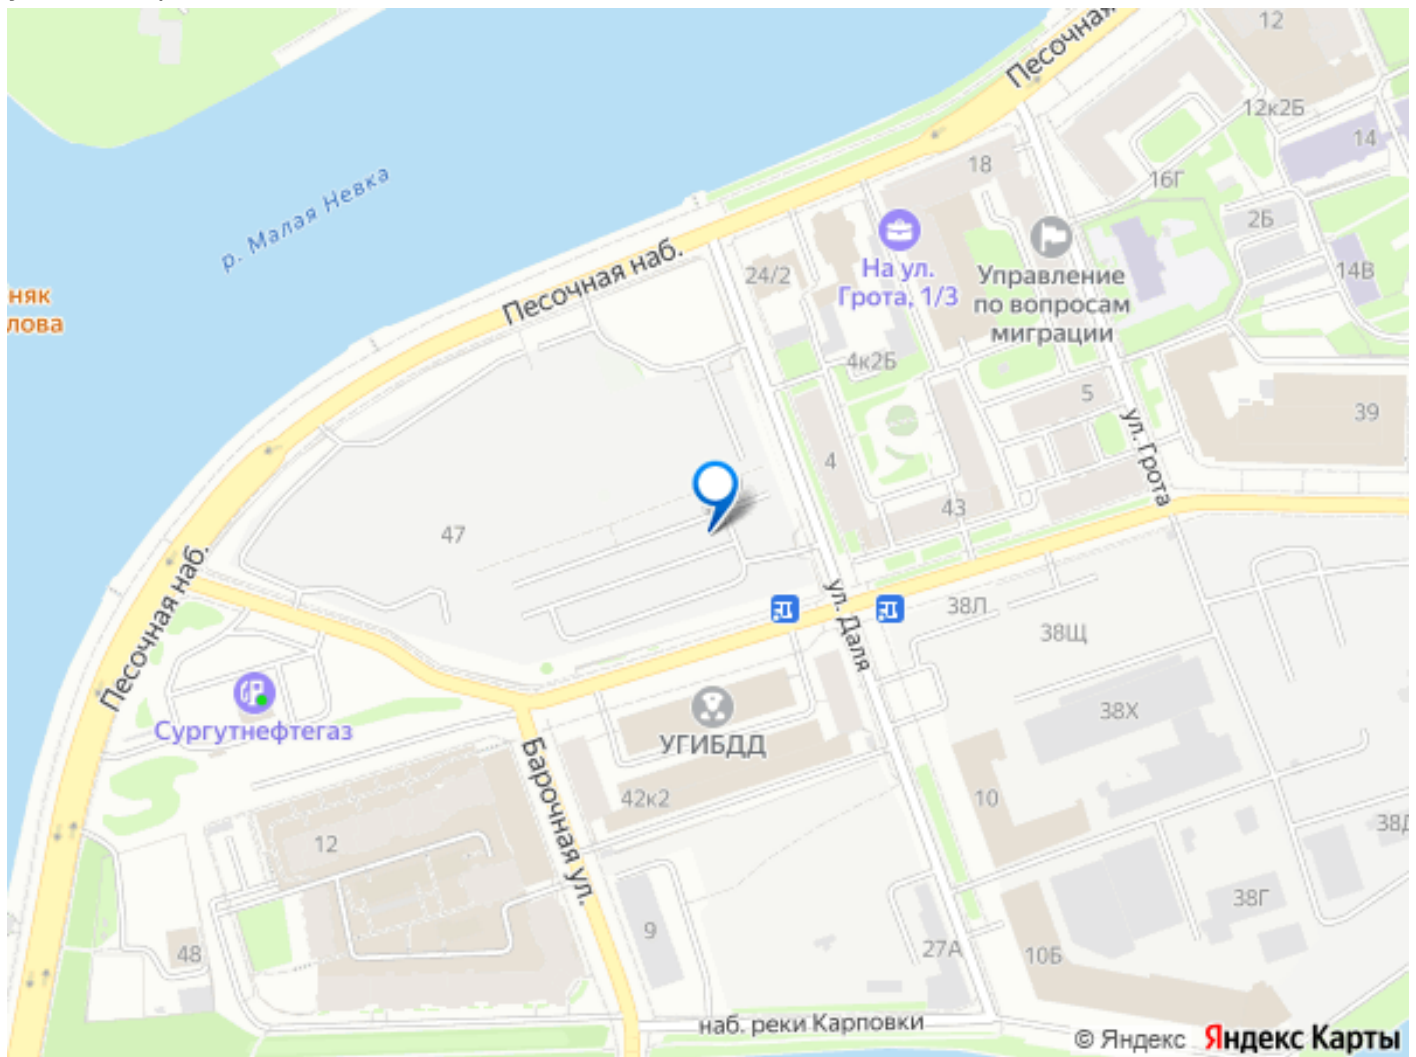 Песочная
12
12к2Б
14
18
16Г
2Б
14В
р. Малая Невка
Песочная наб.
24/2
На ул.
Грота, 1/3
Управление
по вопросам
миграции
няк
лова
4к2Б
5
39
ул. Грота
4
43
47
Песочная наб.
ул. Даля
38Л
38Щ
Сургутнефтегаз
УГИБДД
38Х
Барочная ул.
42к2
10
38Д
12
38Г
9
48
27А
10Б
наб. реки Карповки
© Яндекс Яндекс Карты